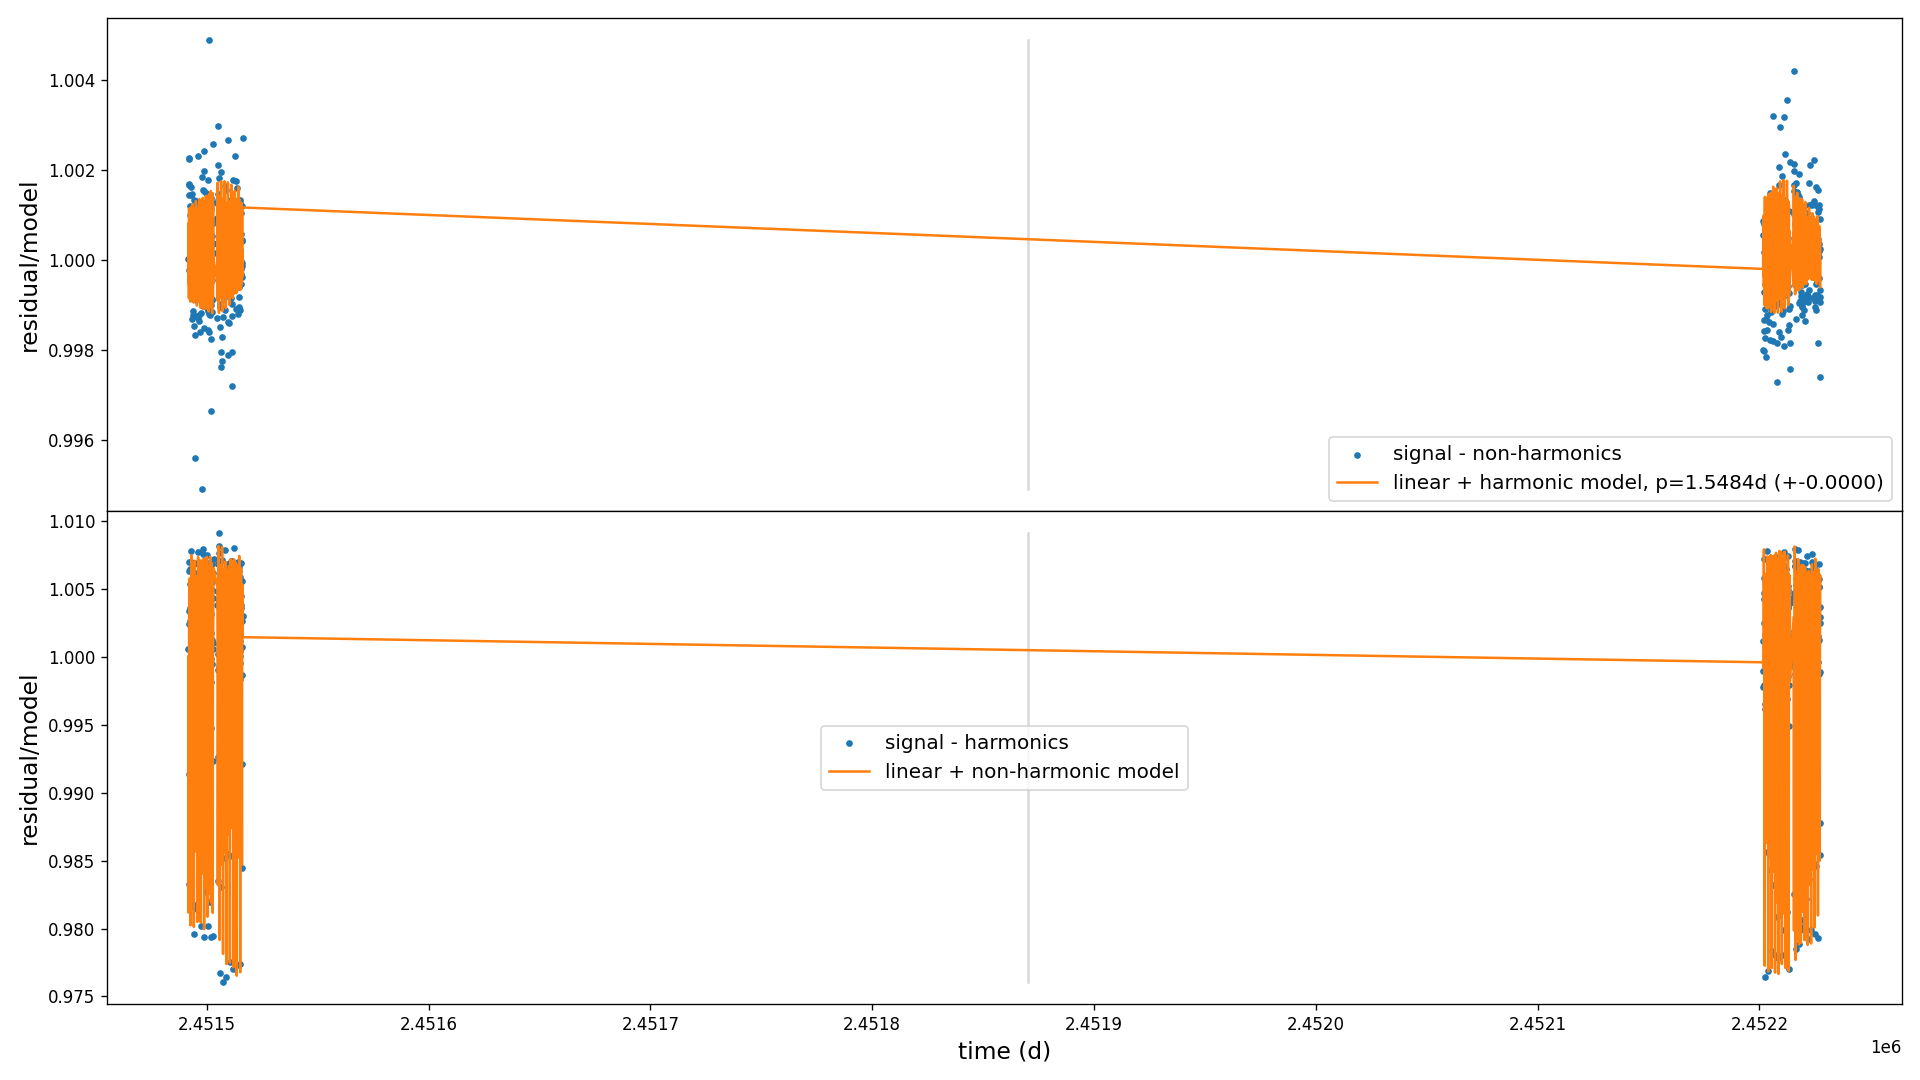 1.004
1.002
1.000
0.998
0.996
residual/model
signal - non-harmonics
linear + harmonic model, p=1.5484d (+-0.0000)
1.010
1.005
1.000
0.995
0.990
0.985
0.980
0.975
residual/model
signal - harmonics
linear + non-harmonic model
2.4515 2.4516 2.4517 2.4518 2.4519 2.4520 2.4521 2.4522
1e6
time (d)